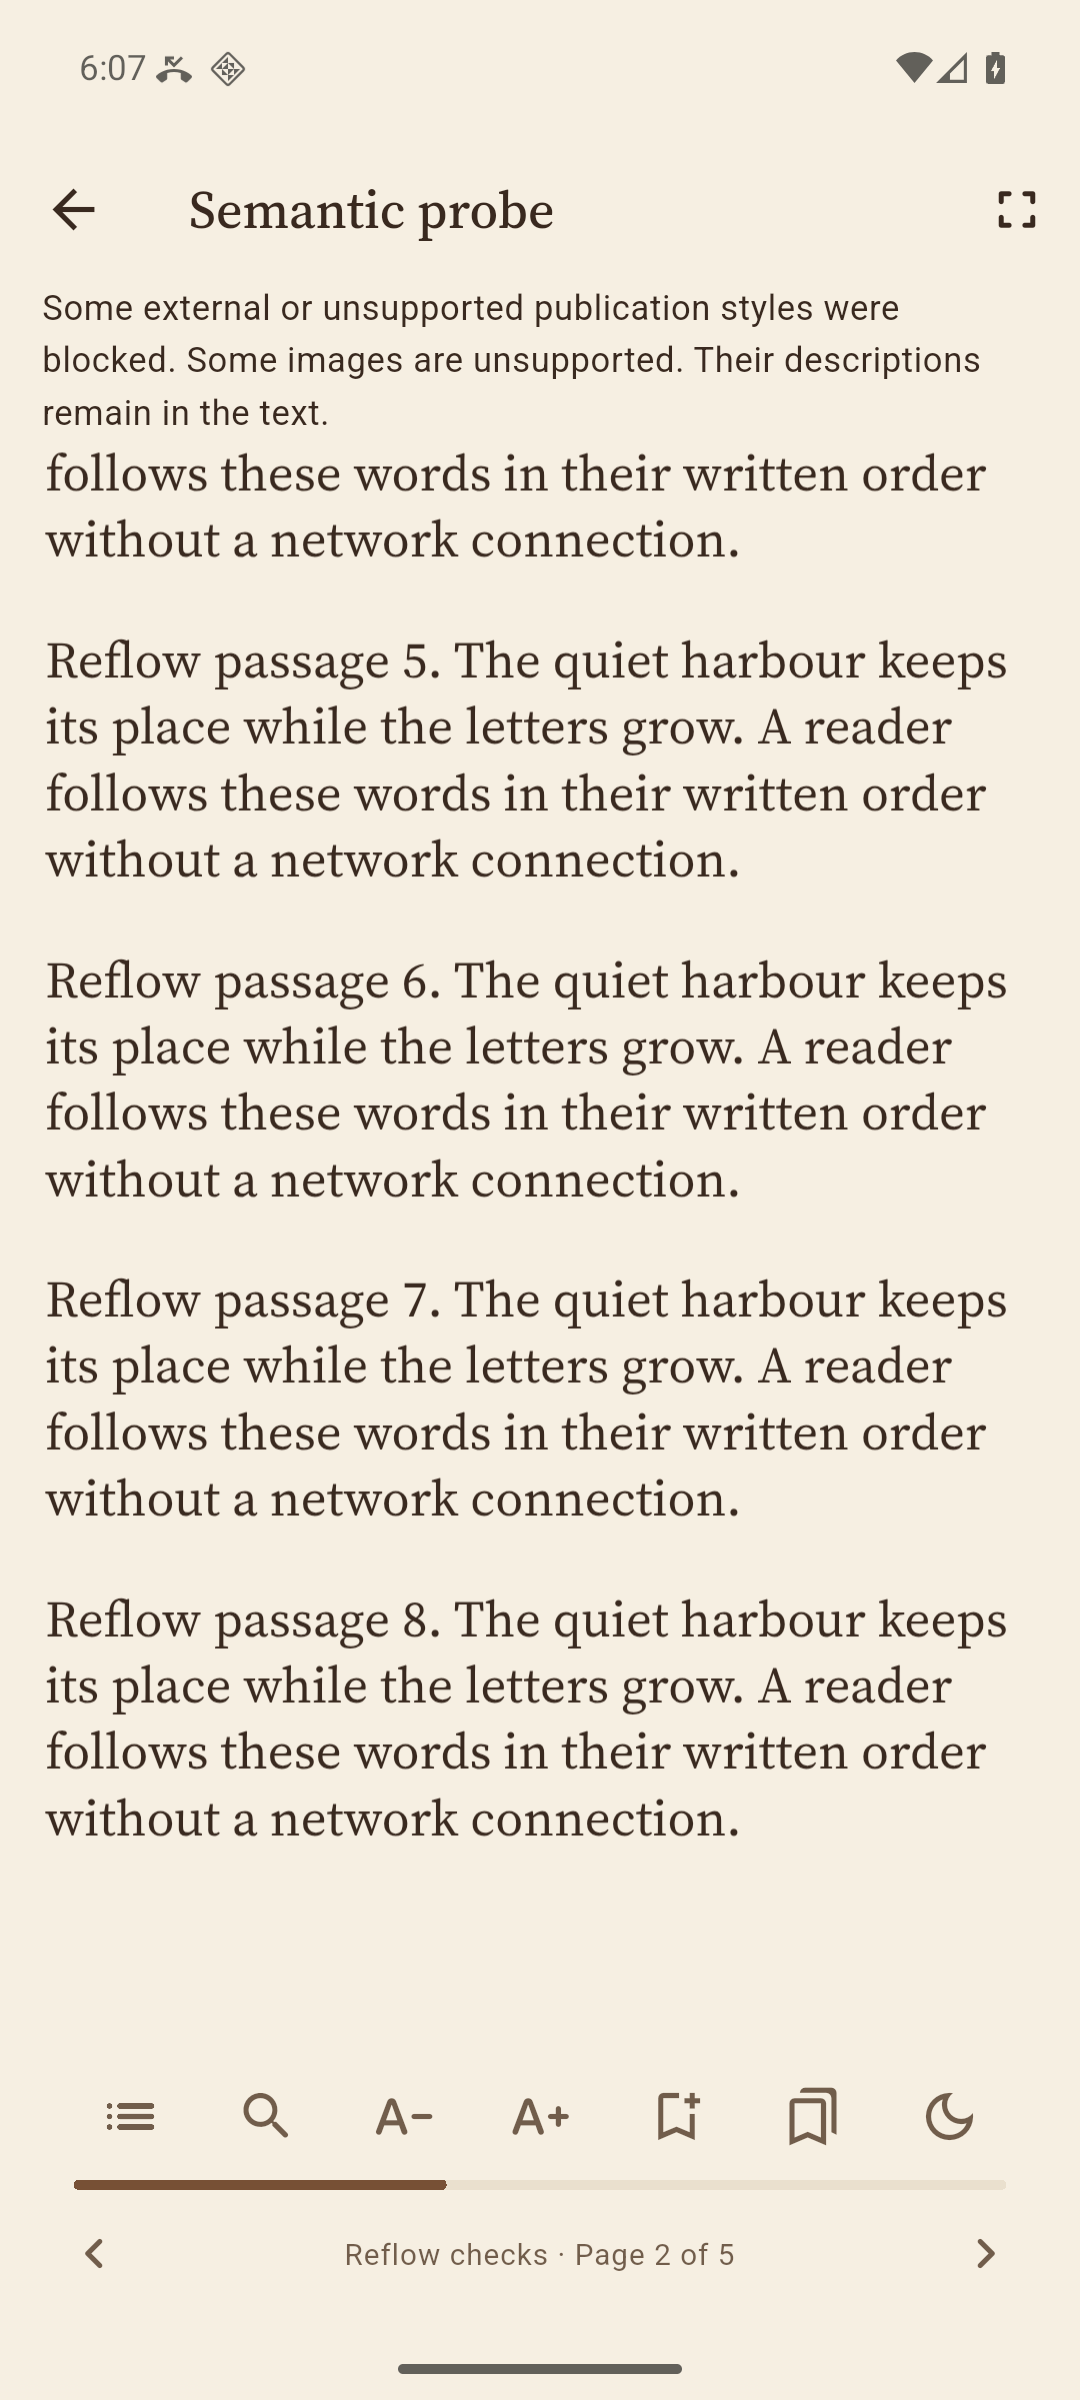 6:07
Semantic probe
Some external or unsupported publication styles were
blocked. Some images are unsupported. Their descriptions
remain in the text.
follows these words in their written order
without a network connection.
Reflow passage 5. The quiet harbour keeps
its place while the letters grow. A reader
follows these words in their written order
without a network connection.
Reflow passage 6. The quiet harbour keeps
its place while the letters grow. A reader
follows these words in their written order
without a network connection.
Reflow passage 7. The quiet harbour keeps
its place while the letters grow. A reader
follows these words in their written order
without a network connection.
Reflow passage 8. The quiet harbour keeps
its place while the letters grow. A reader
follows these words in their written order
without a network connection.
A− A+
Reflow checks · Page 2 of 5